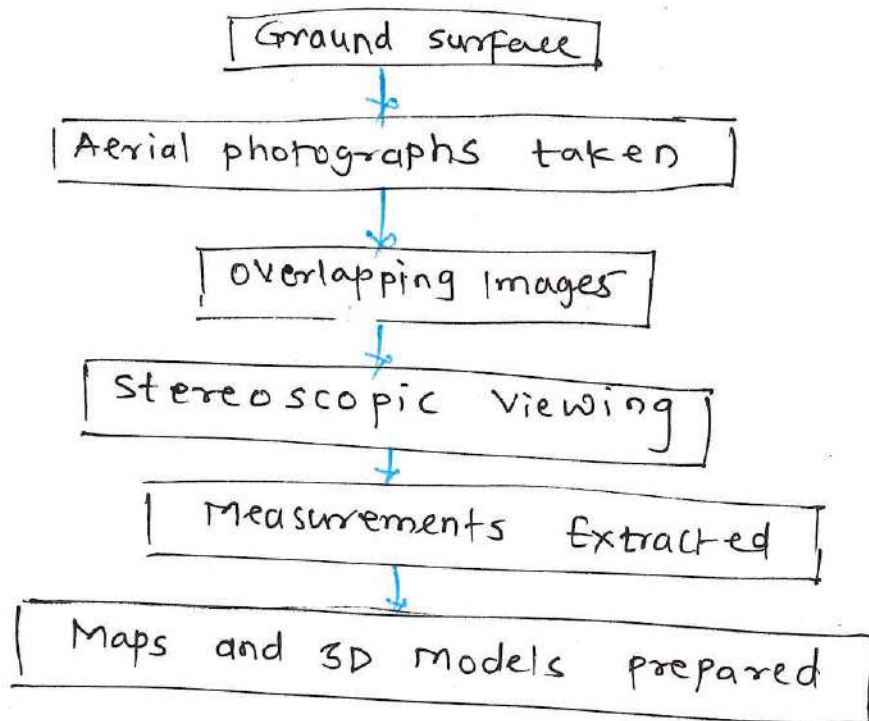 Graund surface
Aerial photographs taken
Overlapping Images
Stereoscopic Viewing
Measurements Extracted
Maps and 3D Models prepared